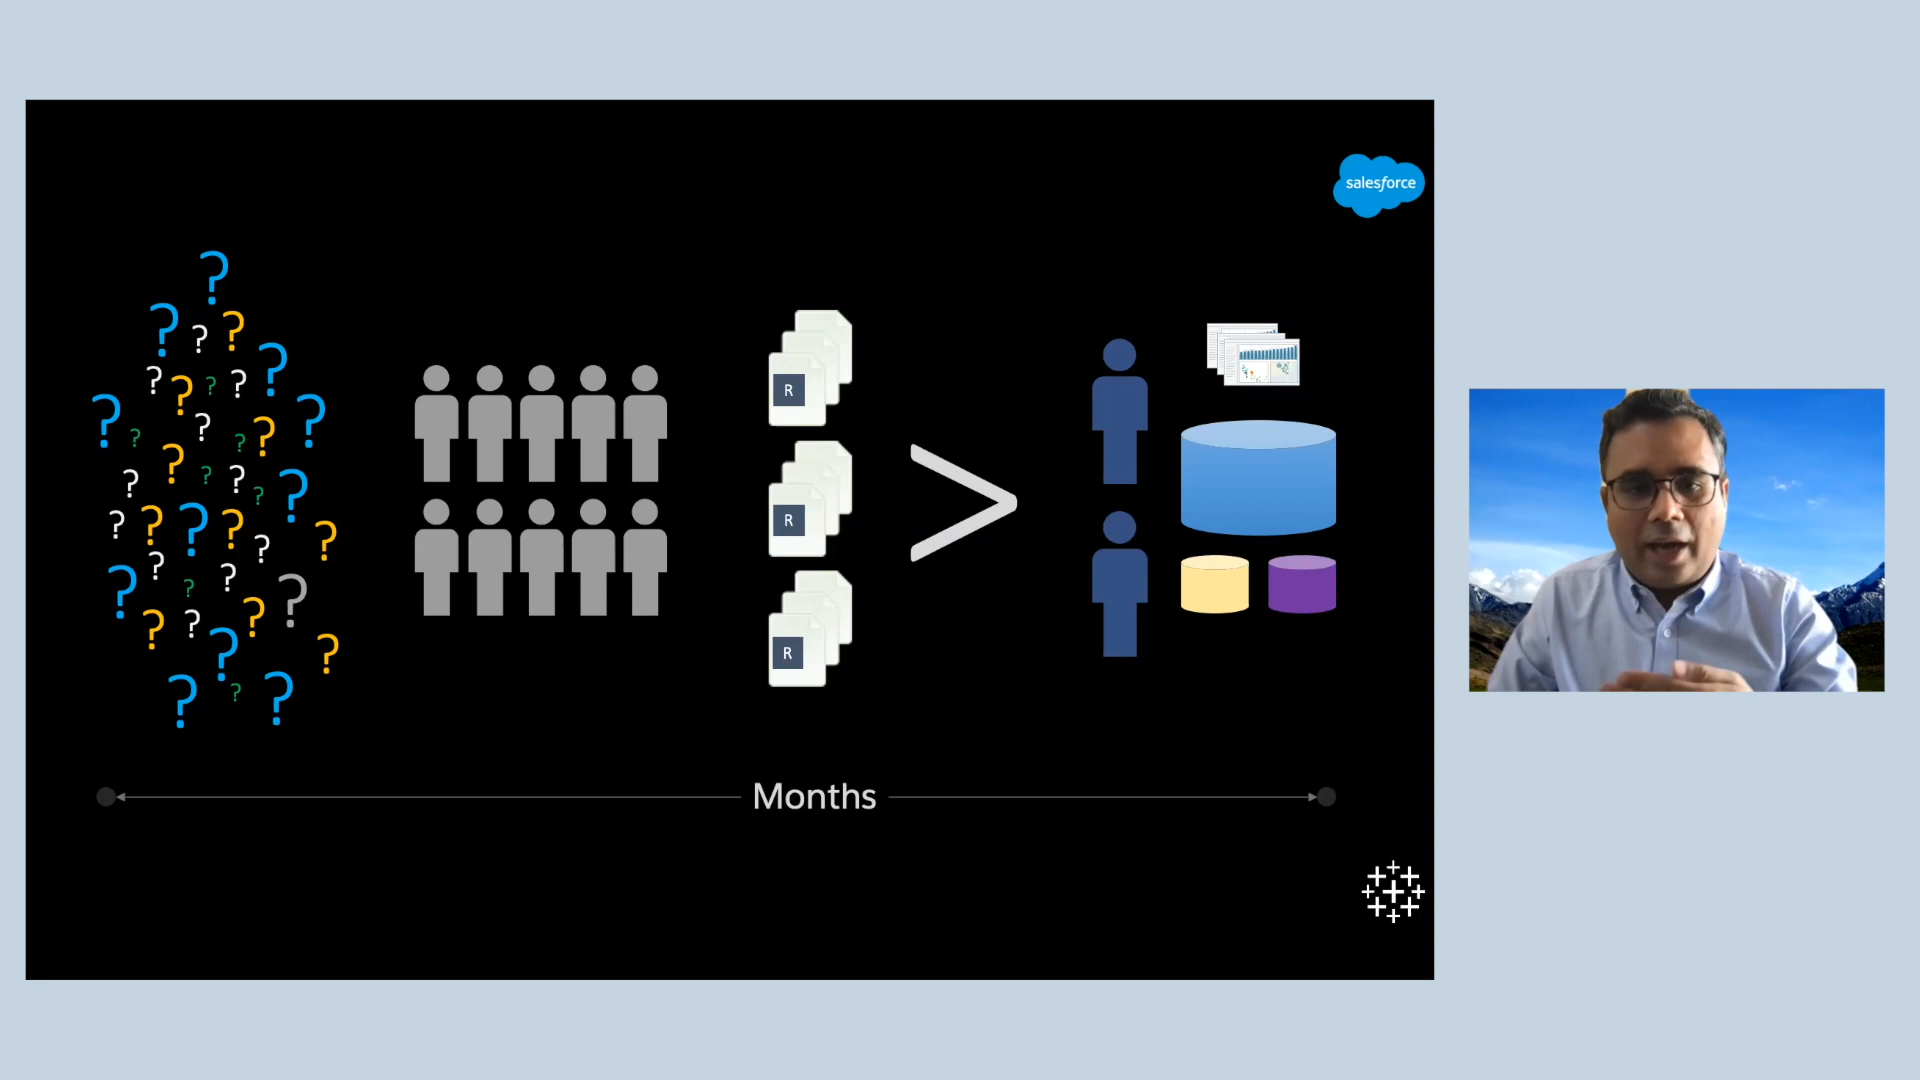 salesforce
?
? ? ?
?
? ? ? ?
? ? ? ? ? ?
? ? ? ? ? ?
? ? ? ? ? ?
? ? ? ? ?
? ? ? ?
? ?
? ? ?
R
R
R
>
Months